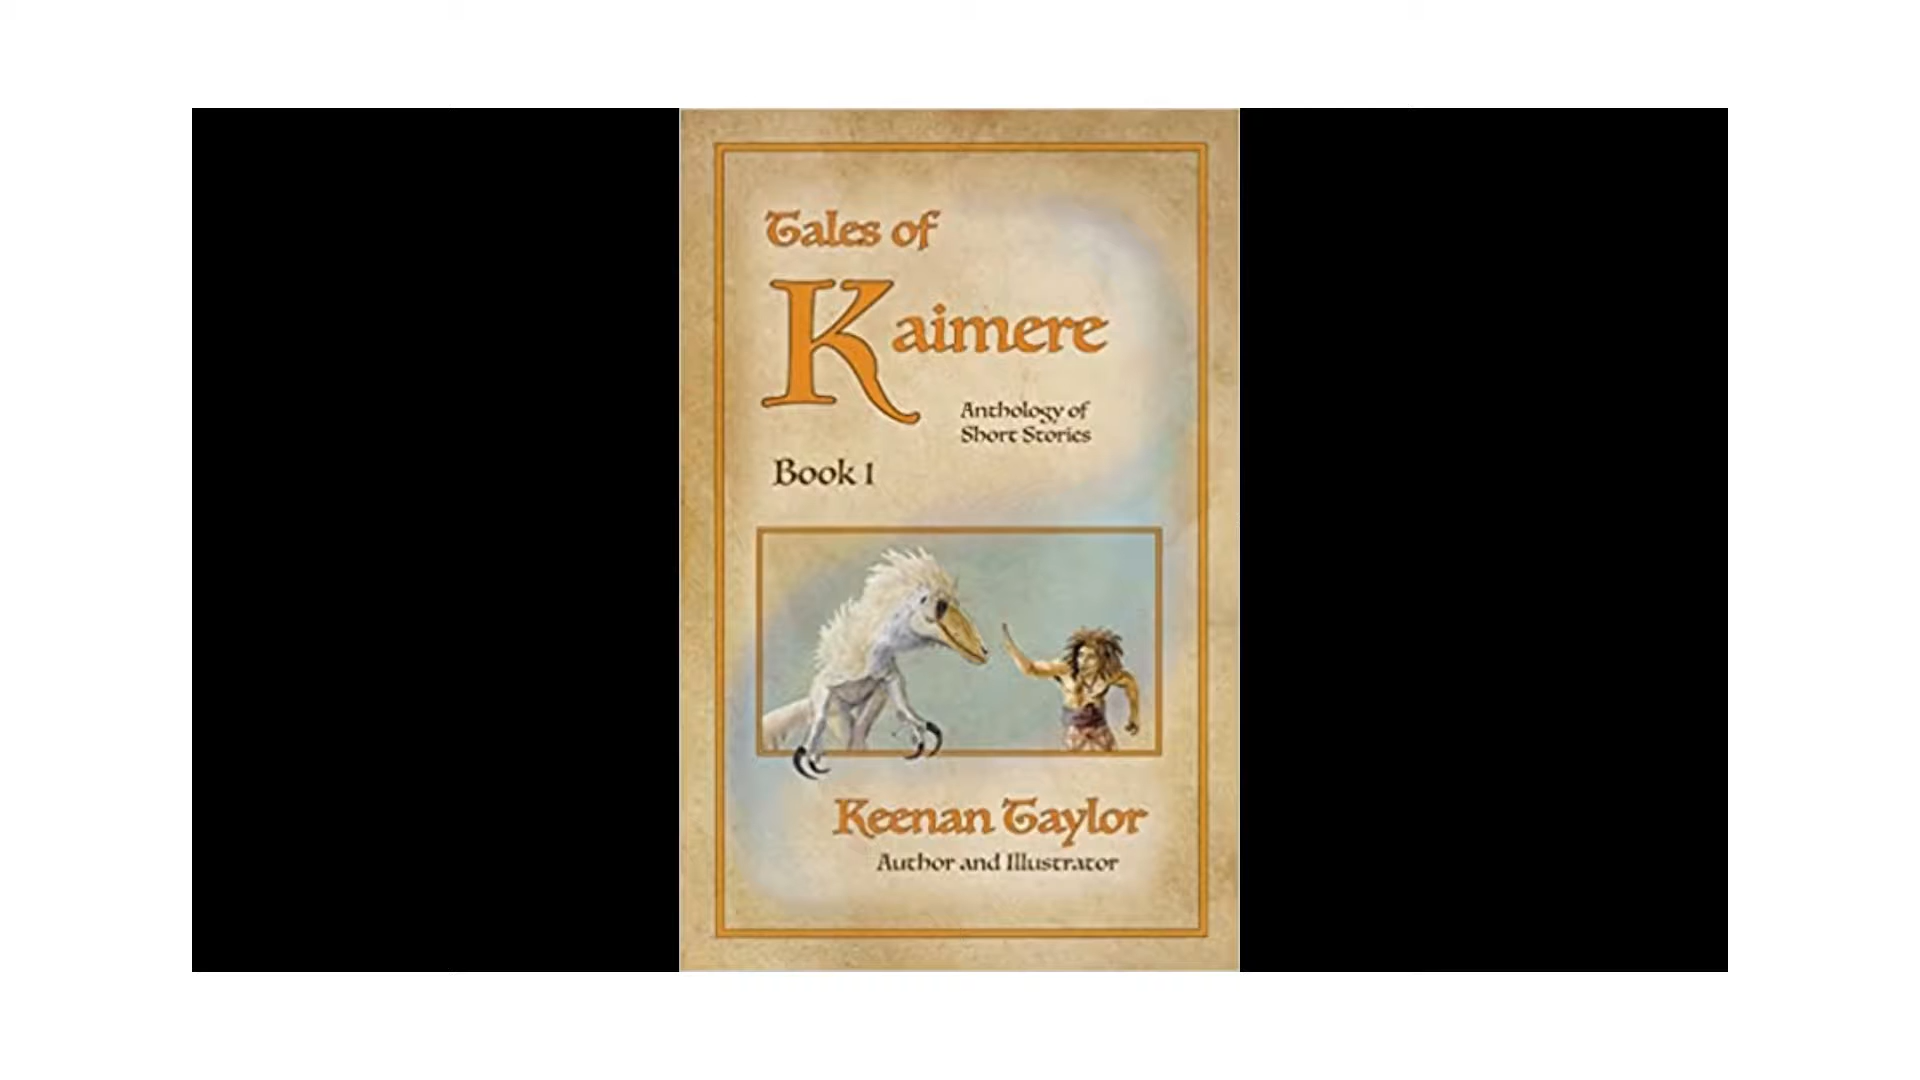 Tales of
Kaimere
Anthology of
Short Stories
Book 1
Keenan Taylor
Author and Illustrator